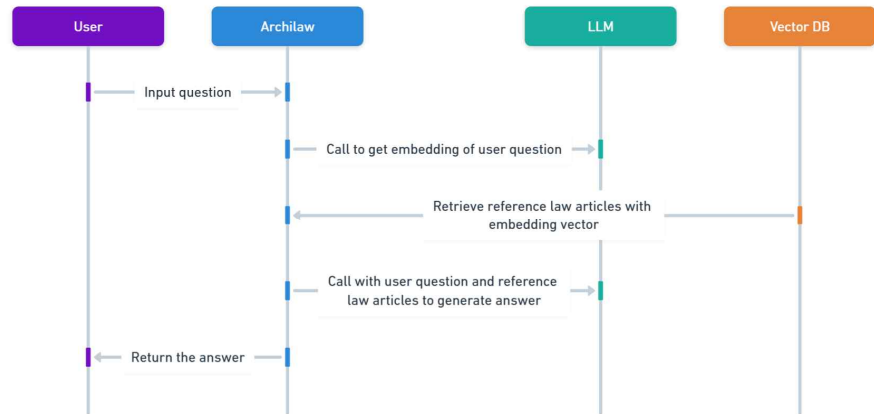 User
Archilaw
LLM
Vector DB
Input question
Call to get embedding of user question
Retrieve reference law articles with
embedding vector
Call with user question and reference
law articles to generate answer
Return the answer